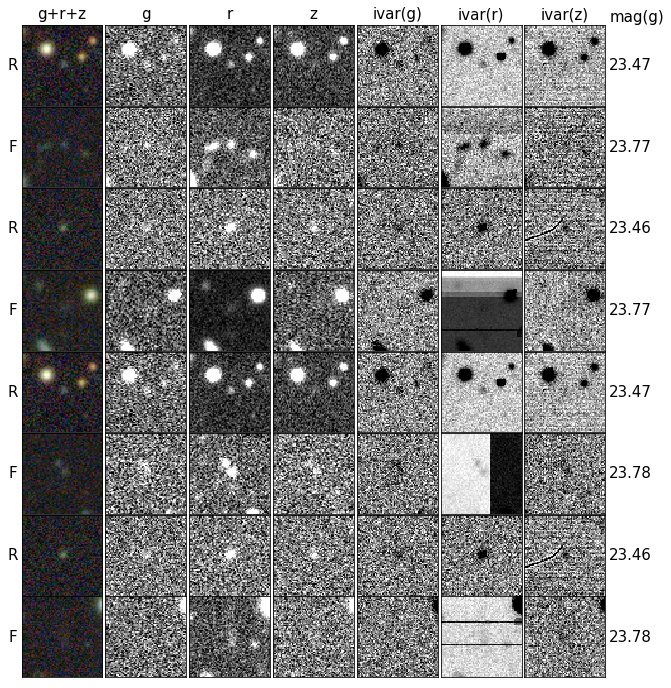 g+r+z g r z ivar(g) ivar(r) ivar(z) mag(g)
R 23.47
F 23.77
R 23.46
F 23.77
R 23.47
F 23.78
R 23.46
F 23.78